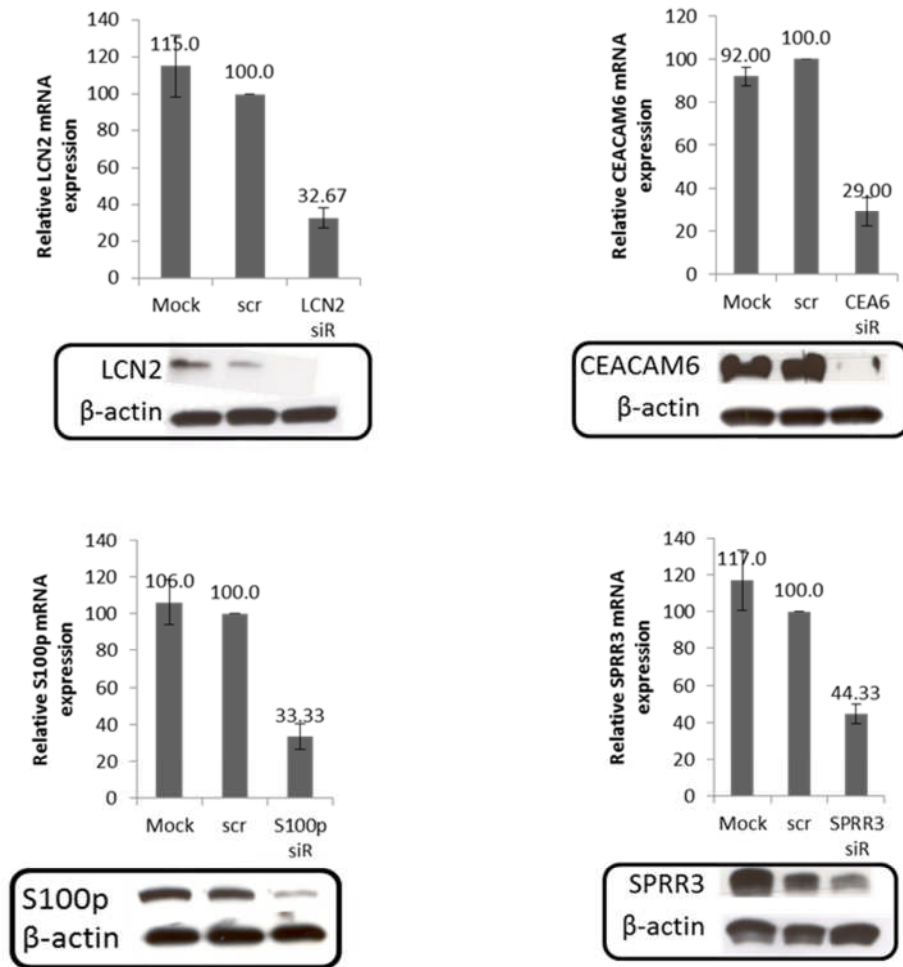 Relative LCN2 mRNA
expression
140
120
100
80
60
40
20
0
115.0
100.0
32.67
Mock
scr
LCN2
siR
LCN2
β-actin
Relative CEACAM6 mRNA
expression
100
80
60
40
20
0
92.00
100.0
29.00
Mock
scr
CEA6
siR
CEACAM6
β-actin
Relative S100p mRNA
expression
140
120
100
80
60
40
20
0
106.0
100.0
33.33
Mock
scr
S100p
siR
S100p
β-actin
Relative SPRR3 mRNA
expression
140
120
100
80
60
40
20
0
117.0
100.0
44.33
Mock
scr
SPRR3
siR
SPRR3
β-actin